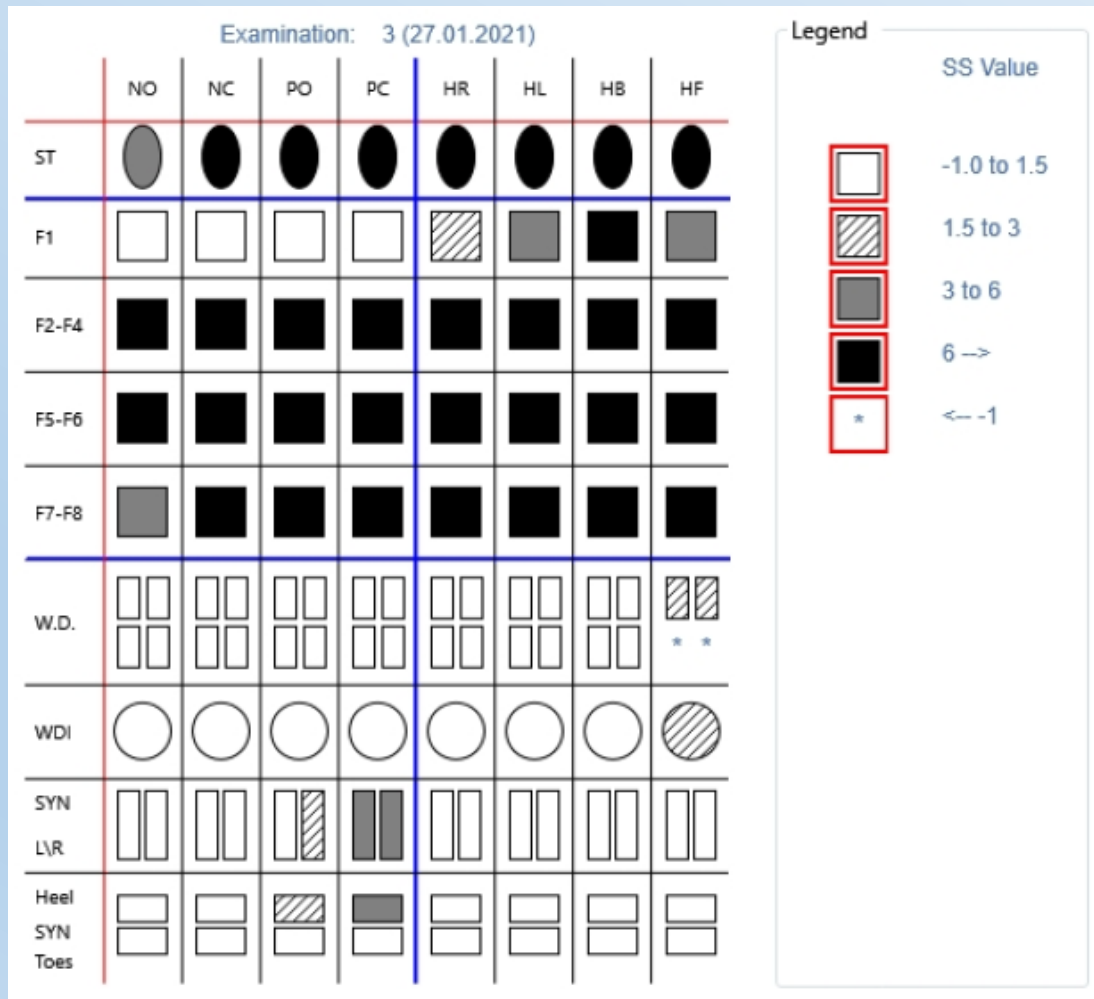 Examination: 3 (27.01.2021)
NO NC PO PC HR HL HB HF
ST
F1
F2-F4
F5-F6
F7-F8
W.D.
* *
WDI
SYN
L\R
Heel
SYN
Toes
Legend
SS Value
-1.0 to 1.5
1.5 to 3
3 to 6
6 -->
* <-- -1